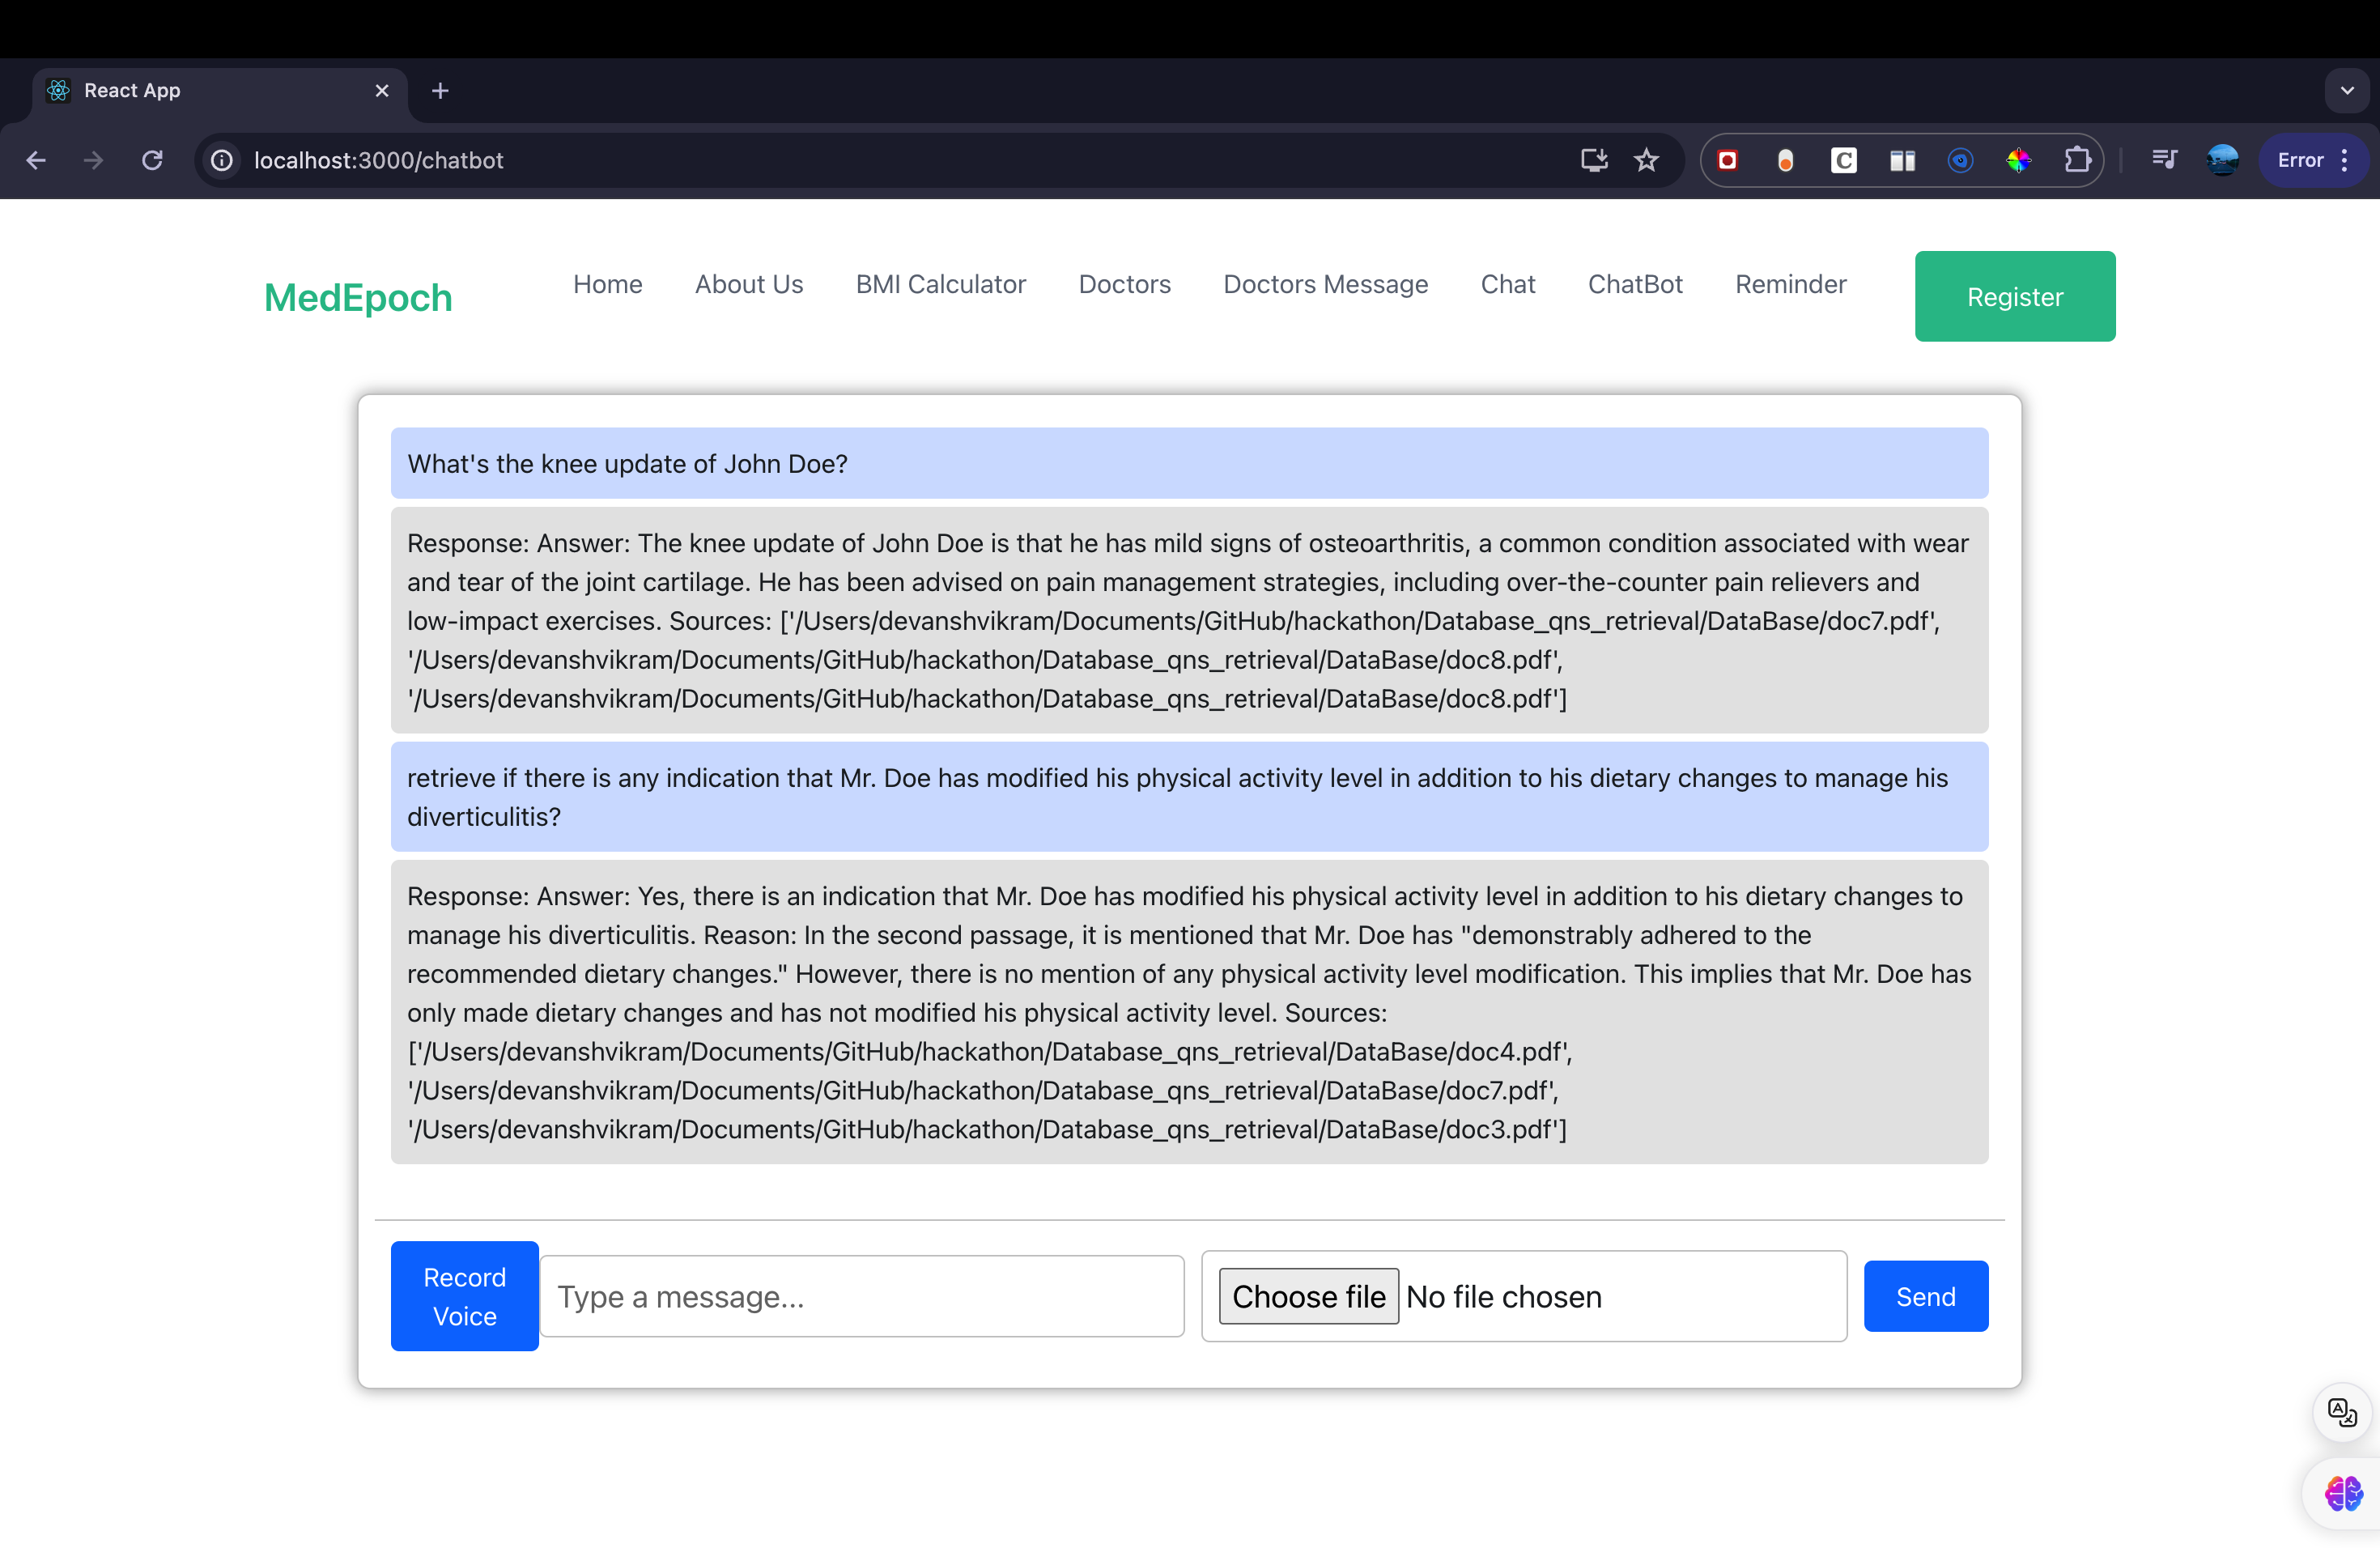 React App
localhost:3000/chatbot
Error
MedEpoch
Home
About Us
BMI Calculator
Doctors
Doctors Message
Chat
ChatBot
Reminder
Register
What's the knee update of John Doe?
Response: Answer: The knee update of John Doe is that he has mild signs of osteoarthritis, a common condition associated with wear
and tear of the joint cartilage. He has been advised on pain management strategies, including over-the-counter pain relievers and
low-impact exercises. Sources: ['/Users/devanshvikram/Documents/GitHub/hackathon/Database_qns_retrieval/DataBase/doc7.pdf',
'/Users/devanshvikram/Documents/GitHub/hackathon/Database_qns_retrieval/DataBase/doc8.pdf',
'/Users/devanshvikram/Documents/GitHub/hackathon/Database_qns_retrieval/DataBase/doc8.pdf']
retrieve if there is any indication that Mr. Doe has modified his physical activity level in addition to his dietary changes to manage his
diverticulitis?
Response: Answer: Yes, there is an indication that Mr. Doe has modified his physical activity level in addition to his dietary changes to
manage his diverticulitis. Reason: In the second passage, it is mentioned that Mr. Doe has "demonstrably adhered to the
recommended dietary changes." However, there is no mention of any physical activity level modification. This implies that Mr. Doe has
only made dietary changes and has not modified his physical activity level. Sources:
['/Users/devanshvikram/Documents/GitHub/hackathon/Database_qns_retrieval/DataBase/doc4.pdf',
'/Users/devanshvikram/Documents/GitHub/hackathon/Database_qns_retrieval/DataBase/doc7.pdf',
'/Users/devanshvikram/Documents/GitHub/hackathon/Database_qns_retrieval/DataBase/doc3.pdf']
Record
Voice
Type a message...
Choose file No file chosen
Send